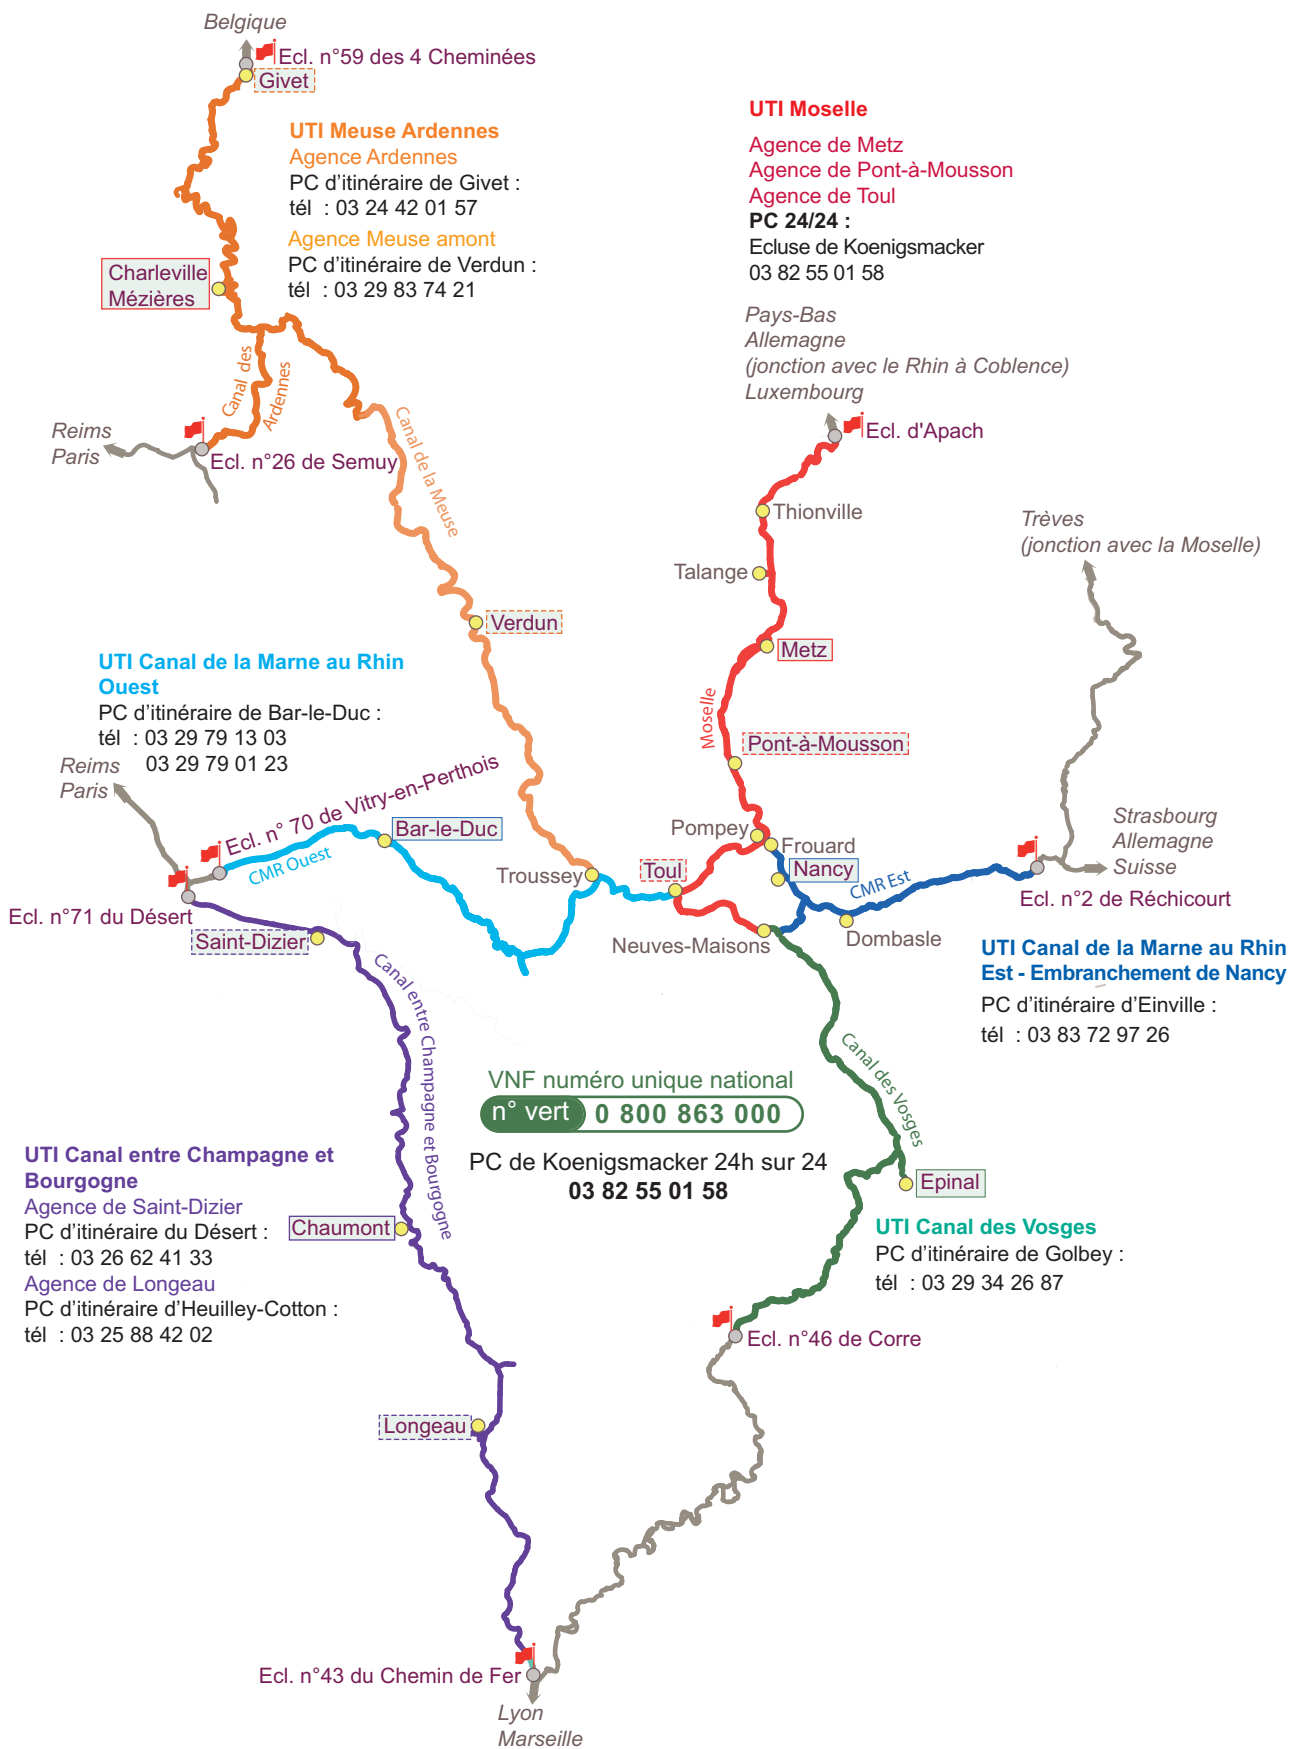 Belgique
Ecl. n°59 des 4 Cheminées
Givet
UTI Meuse Ardennes
Agence Ardennes
PC d'itinéraire de Givet :
tél : 03 24 42 01 57
Agence Meuse amont
PC d'itinéraire de Verdun :
tél : 03 29 83 74 21
UTI Moselle
Agence de Metz
Agence de Pont-à-Mousson
Agence de Toul
PC 24/24 :
Ecluse de Koenigsmacker
03 82 55 01 58
Charleville
Mézières
Pays-Bas
Allemagne
(jonction avec le Rhin à Coblence)
Luxembourg
Canal des
Ardennes
Reims
Paris
Ecl. n°26 de Semuy
Canal de la Meuse
Ecl. d'Apach
Thionville
Talange
Trèves
(jonction avec la Moselle)
Verdun
Metz
UTI Canal de la Marne au Rhin
Ouest
PC d'itinéraire de Bar-le-Duc :
tél : 03 29 79 13 03
03 29 79 01 23
Moselle
Pont-à-Mousson
Reims
Paris
Ecl. n° 70 de Vitry-en-Perthois
Bar-le-Duc
CMR Ouest
Pompey
Frouard
Strasbourg
Allemagne
Suisse
Troussey
Toul
Nancy
CMR Est
Ecl. n°71 du Désert
Ecl. n°2 de Réchicourt
Saint-Dizier
Neuves-Maisons
Dombasle
UTI Canal de la Marne au Rhin
Est - Embranchement de Nancy
PC d'itinéraire d'Einville :
tél : 03 83 72 97 26
Canal entre Champagne et Bourgogne
Canal des Vosges
VNF numéro unique national
n° vert 0 800 863 000
PC de Koenigsmacker 24h sur 24
03 82 55 01 58
UTI Canal entre Champagne et
Bourgogne
Agence de Saint-Dizier
PC d'itinéraire du Désert :
tél : 03 26 62 41 33
Agence de Longeau
PC d'itinéraire d'Heuilley-Cotton :
tél : 03 25 88 42 02
Chaumont
Epinal
UTI Canal des Vosges
PC d'itinéraire de Golbey :
tél : 03 29 34 26 87
Ecl. n°46 de Corre
Longeau
Ecl. n°43 du Chemin de Fer
Lyon
Marseille